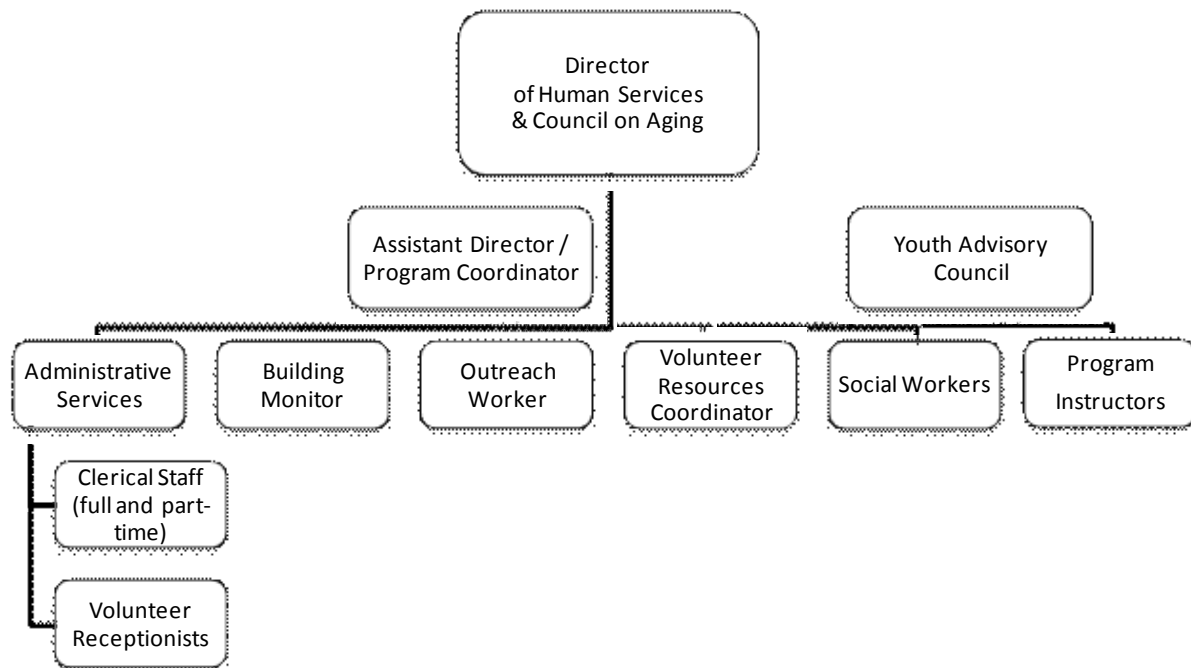 Director
of Human Services
& Council on Aging
Assistant Director /
Program Coordinator
Youth Advisory
Council
Administrative
Services
Building
Monitor
Outreach
Worker
Volunteer
Resources
Coordinator
Social Workers
Program
Instructors
Clerical Staff
(full and part-
time)
Volunteer
Receptionists